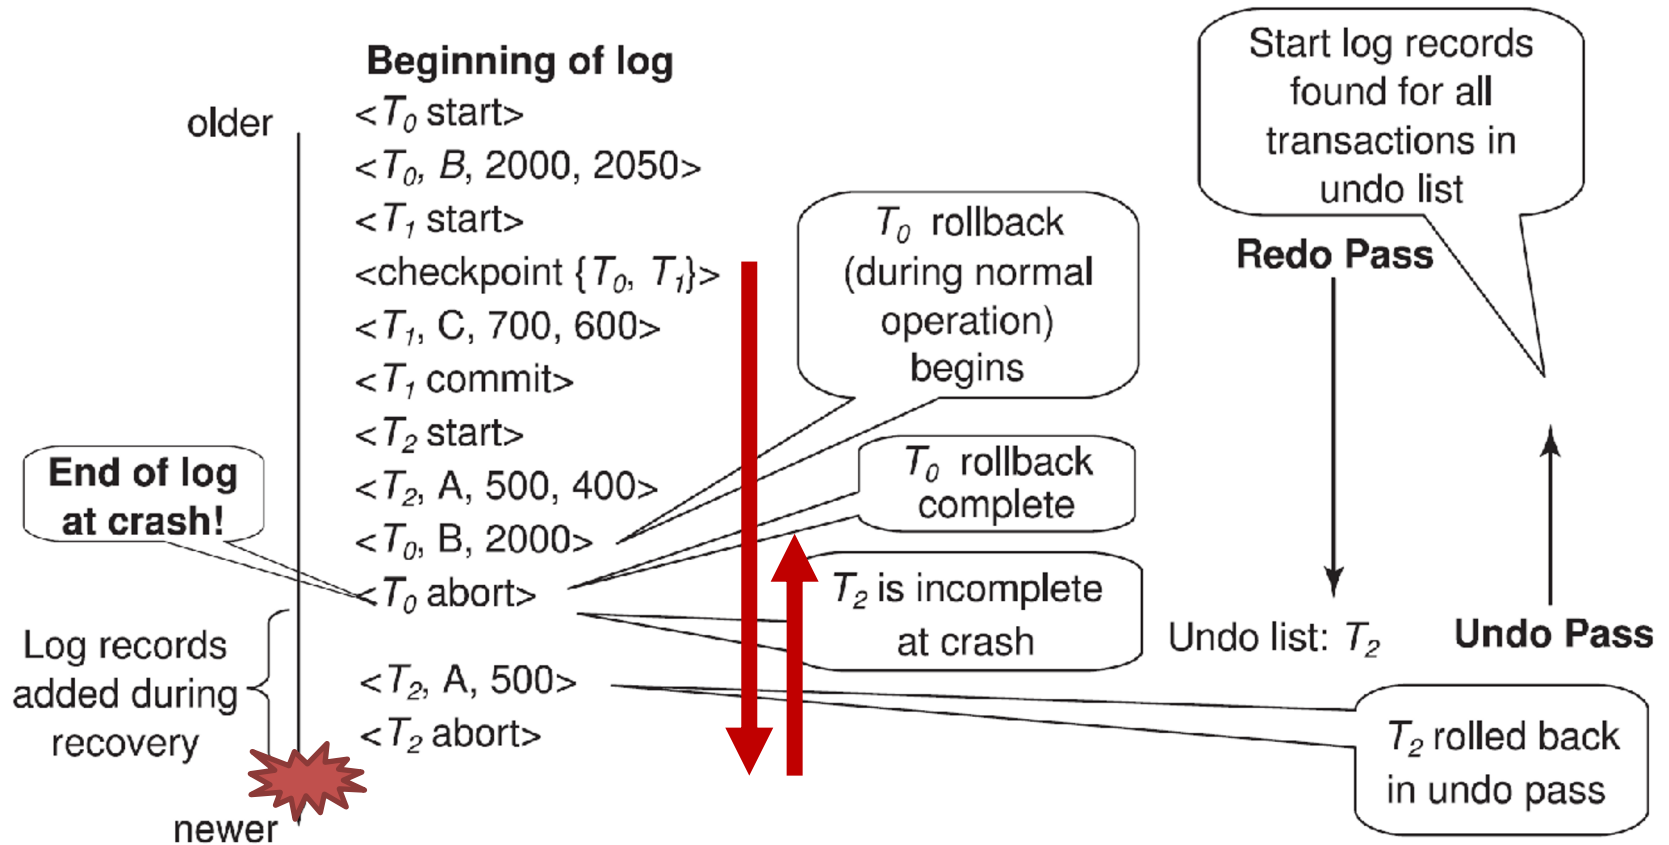 Beginning of log
older
<T0 start>
<T0, B, 2000, 2050>
<T1 start>
<checkpoint {T0, T1}>
<T1, C, 700, 600>
<T1 commit>
<T2 start>
<T2, A, 500, 400>
<T0, B, 2000>
<T0 abort>
<T2, A, 500>
<T2 abort>
End of log
at crash!
Log records
added during
recovery
newer
T0 rollback
(during normal
operation)
begins
T0 rollback
complete
T2 is incomplete
at crash
Start log records
found for all
transactions in
undo list
Redo Pass
Undo list: T2
Undo Pass
T2 rolled back
in undo pass